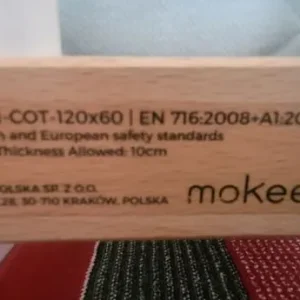 -COT-120x60 | EN 716:2008+A1:20
and European safety standards
Thickness Allowed: 10cm
OLSKA SP. Z O.O.
28, 30-710 KRAKÓW, POLSKA
mokee